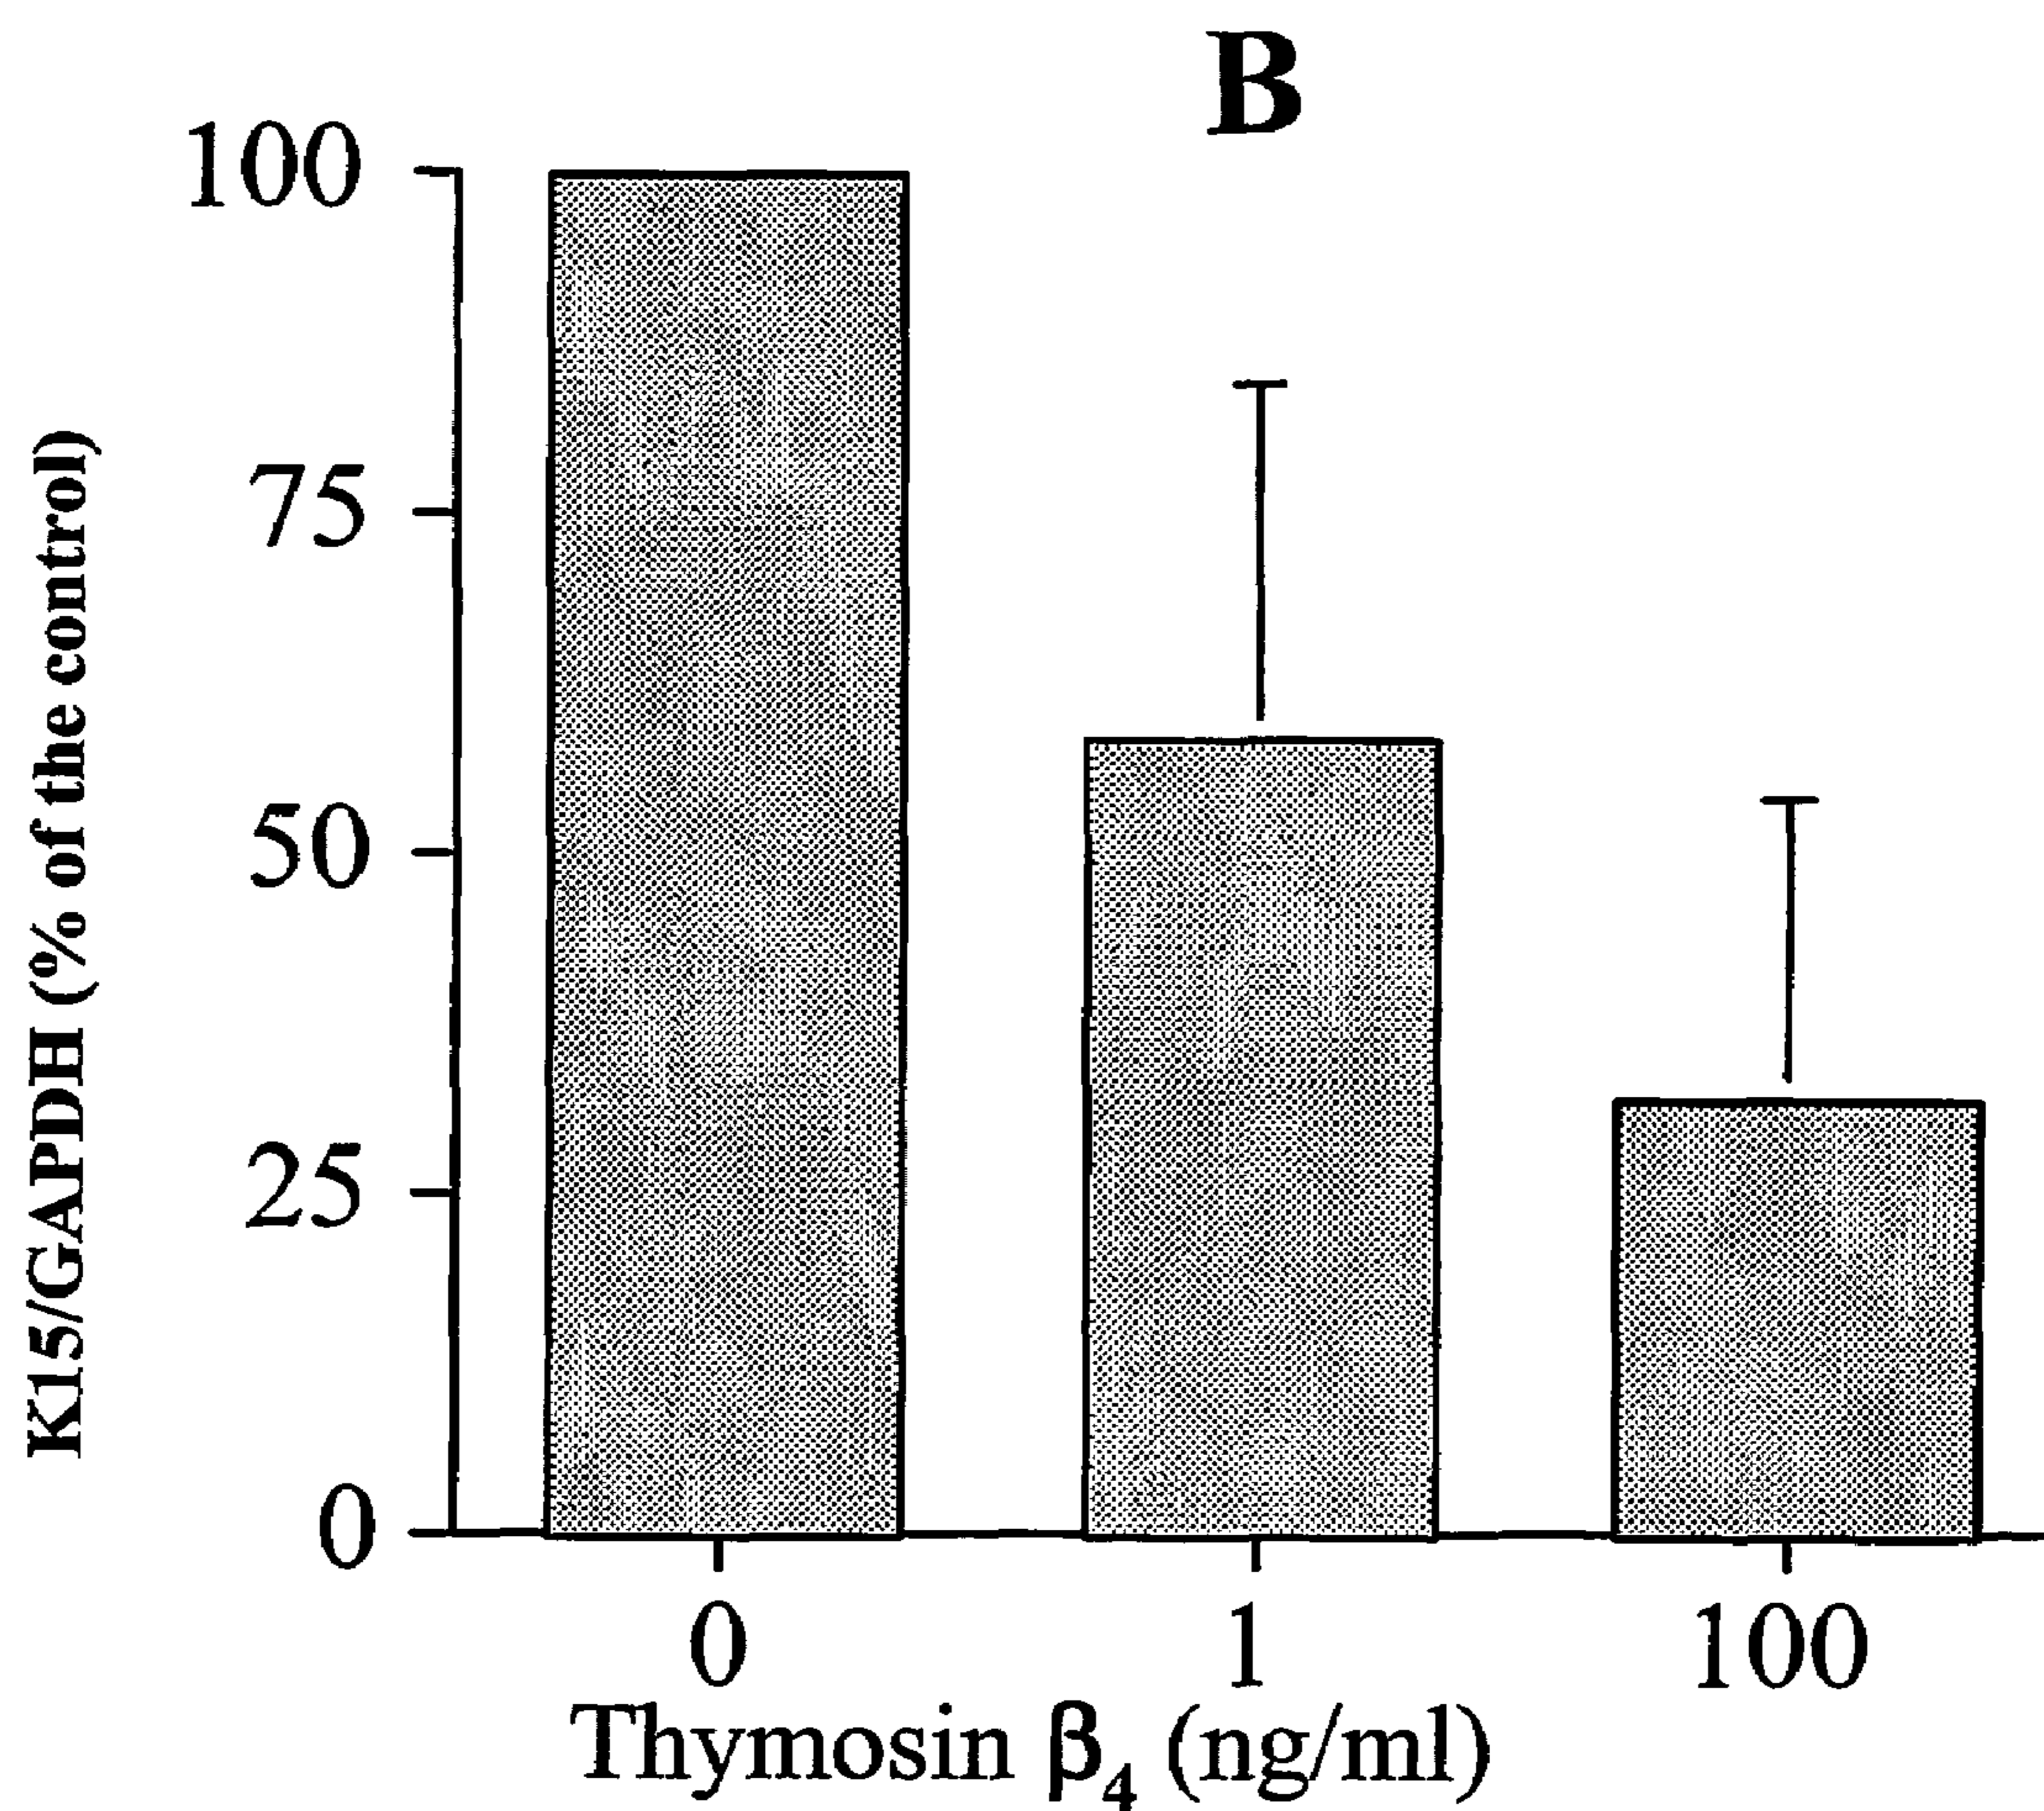 B
K15/GAPDH (% of the control)
100
75
50
25
0
0 1 100
Thymosin β₄ (ng/ml)